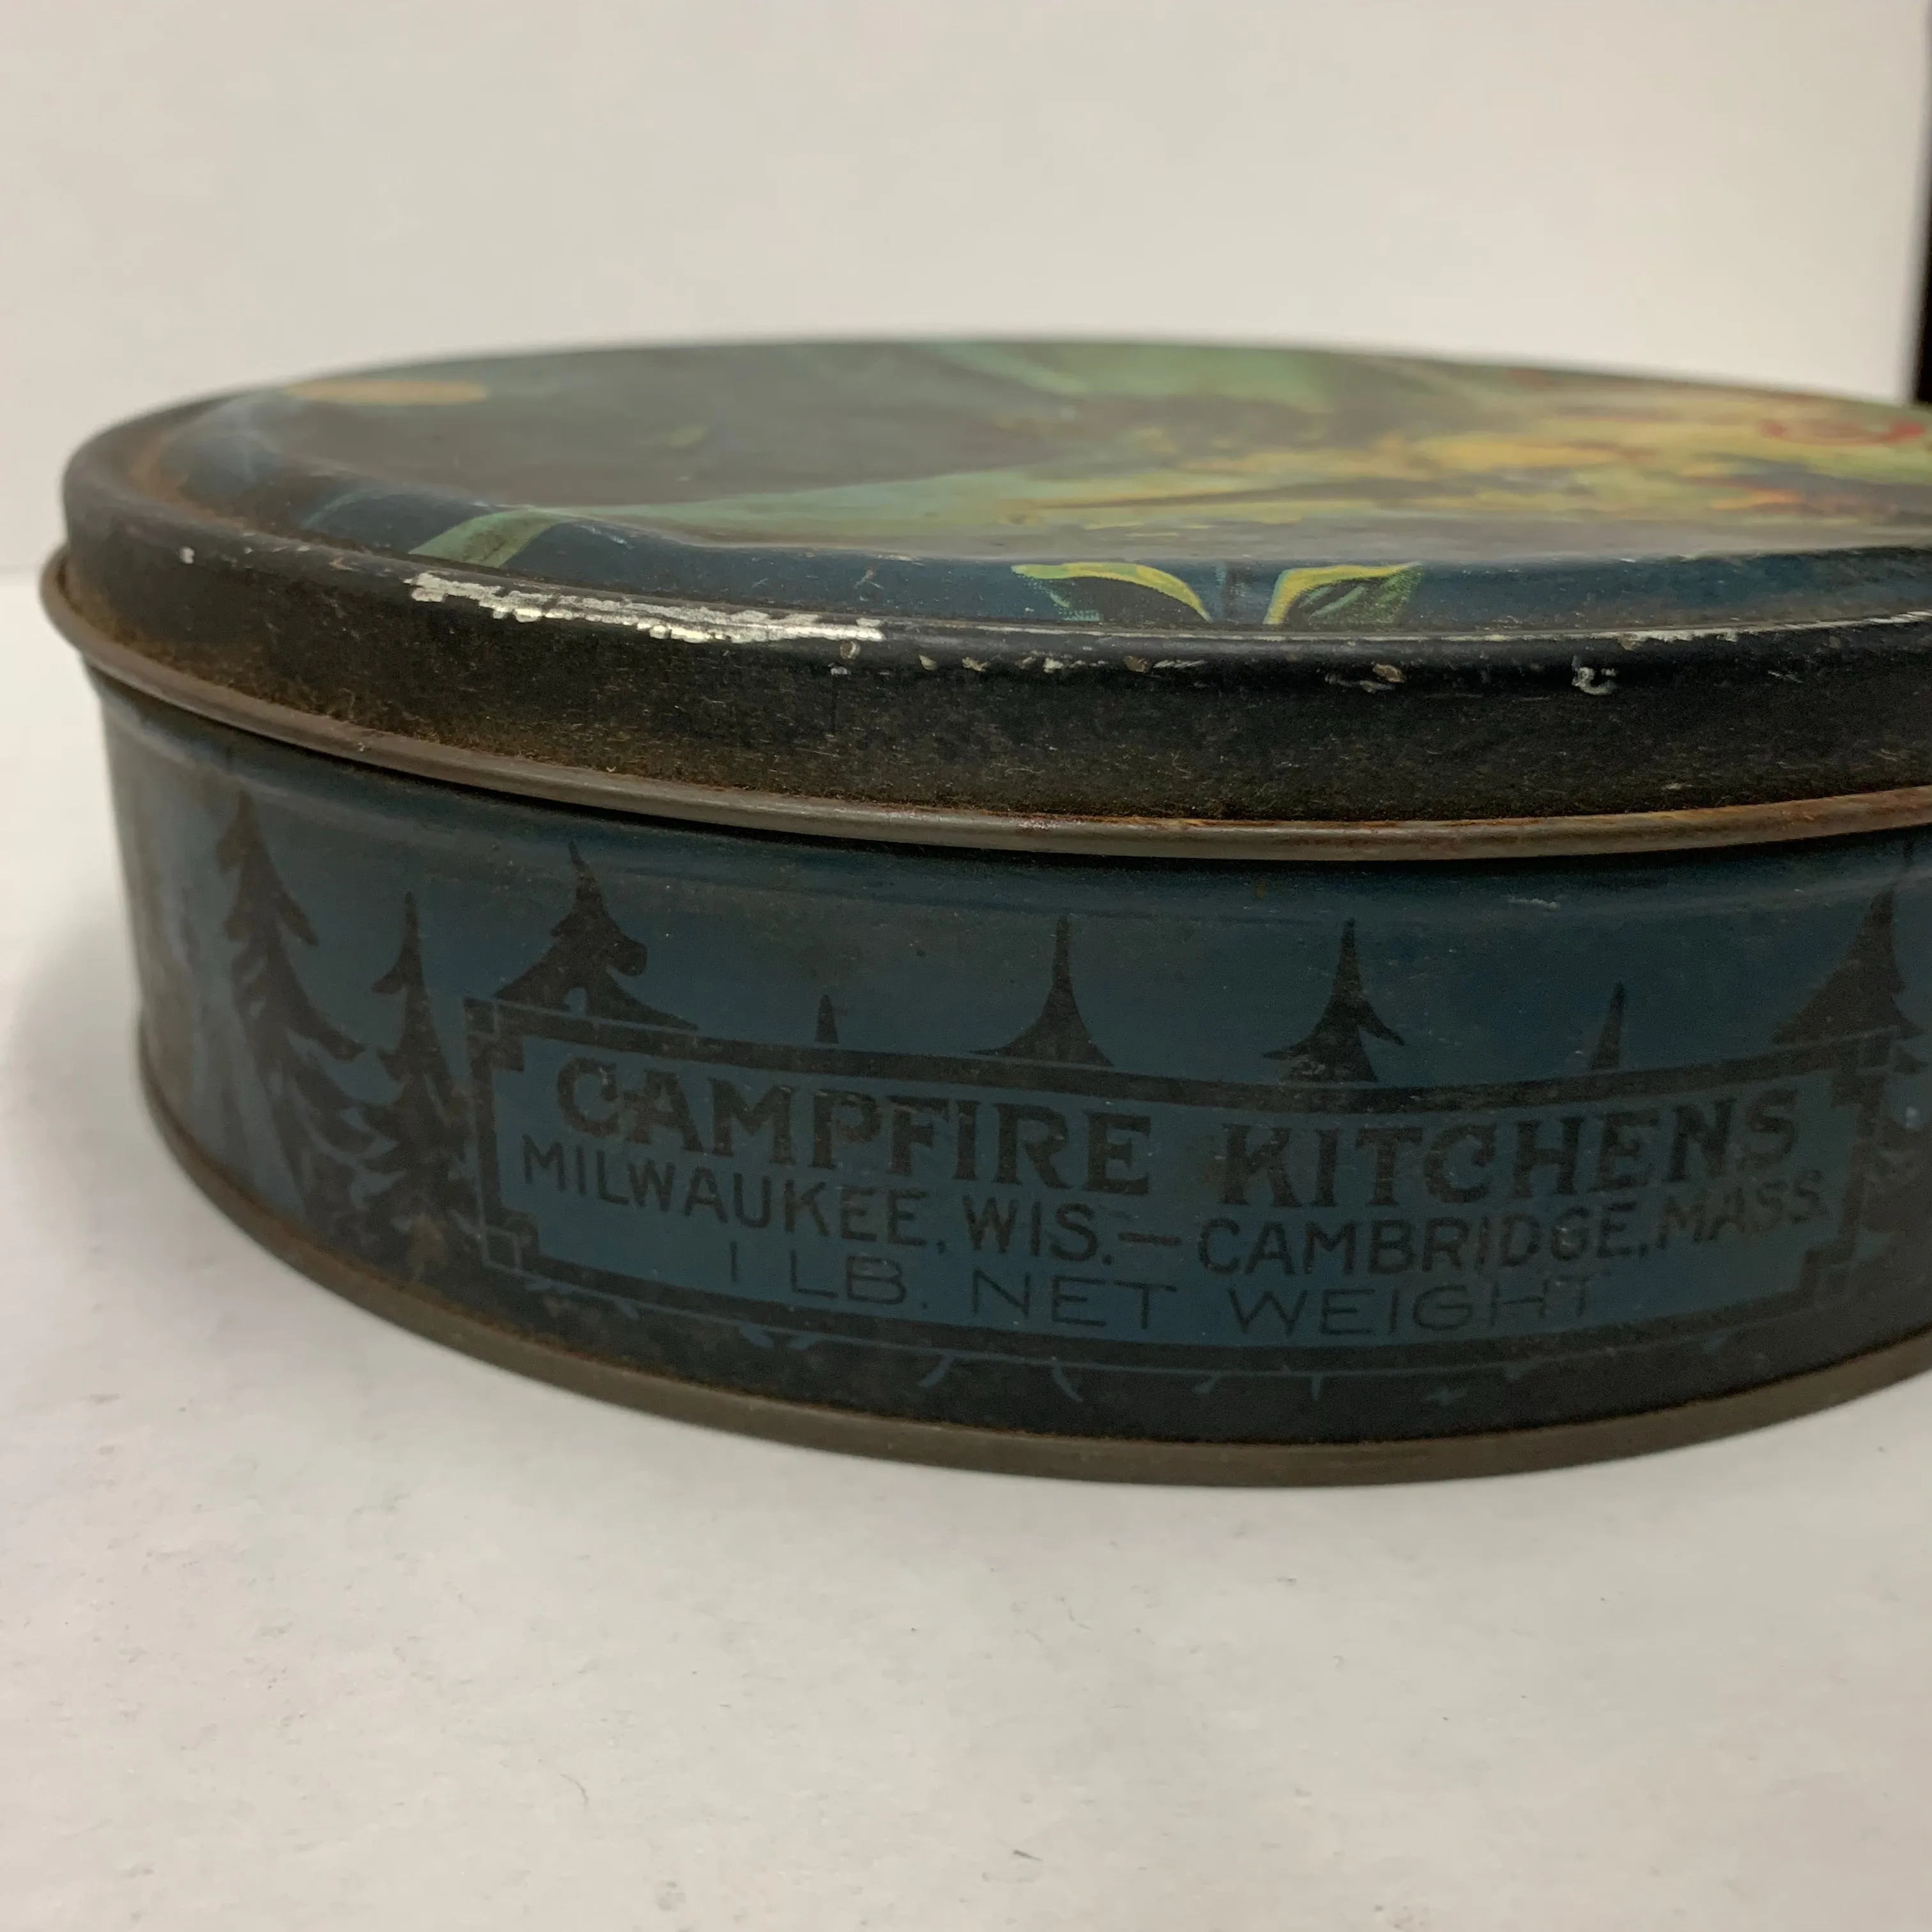 CAMPFIRE KITCHENS
MILWAUKEE, WIS.—CAMBRIDGE, MASS.
1 LB. NET WEIGHT